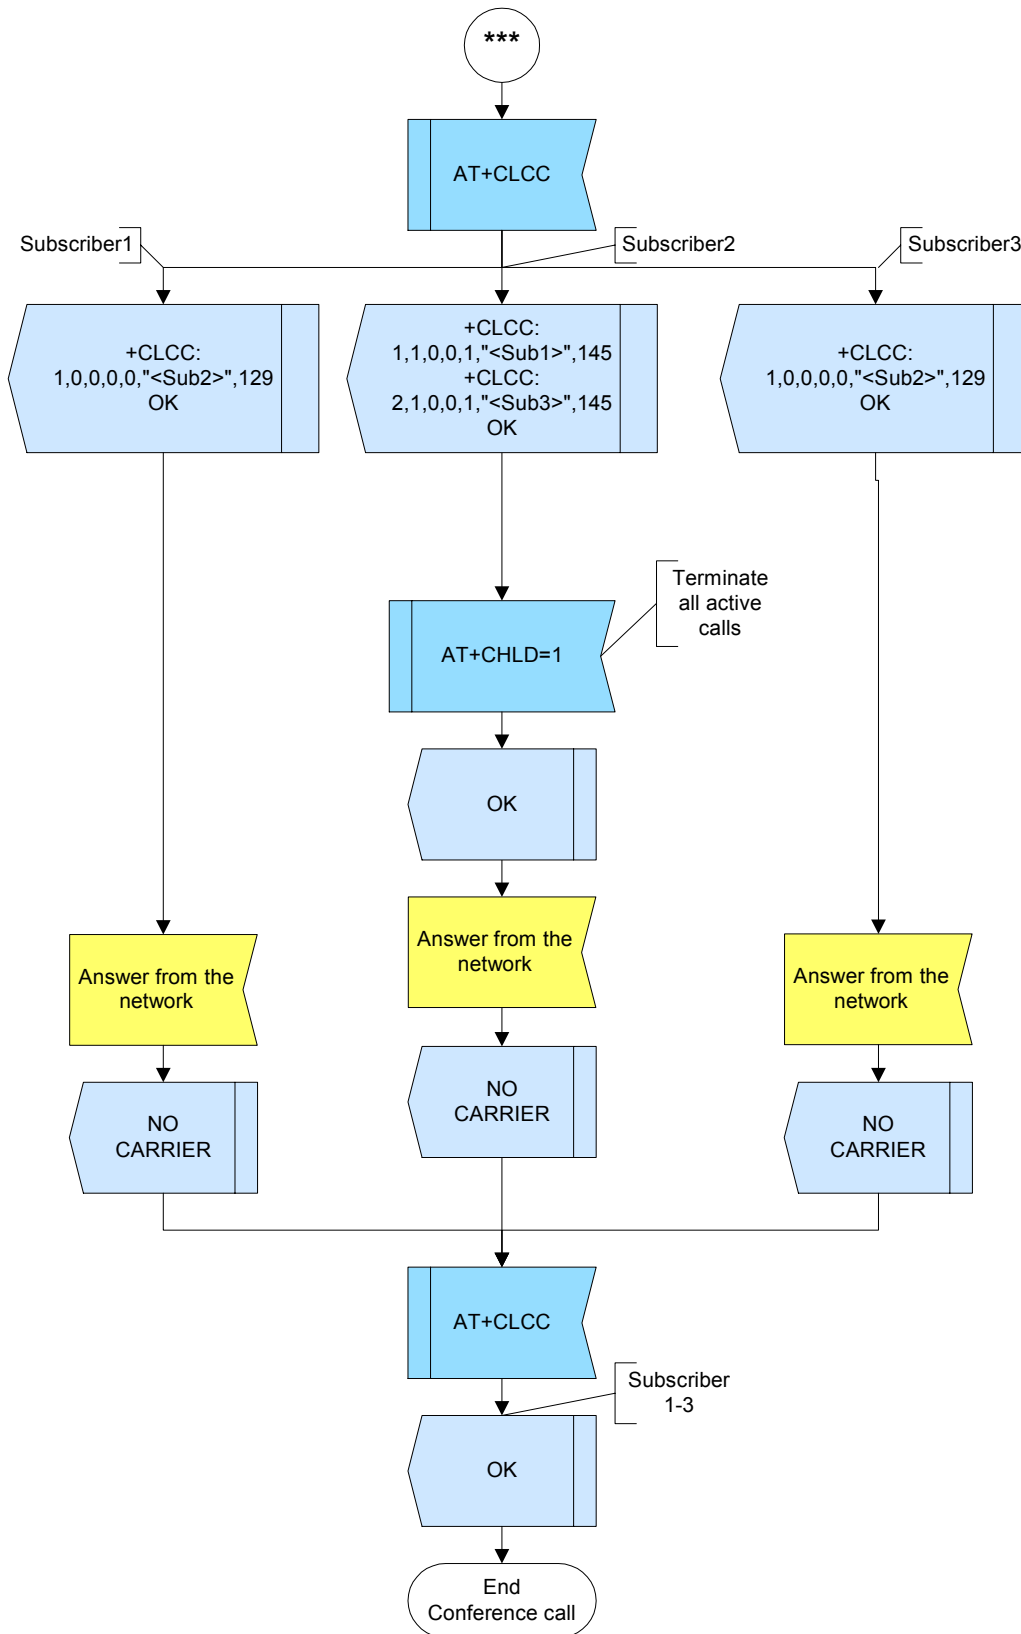 ***
AT+CLCC
Subscriber1
Subscriber2
Subscriber3
+CLCC:
1,0,0,0,0,"<Sub2>",129
OK
+CLCC:
1,1,0,0,1,"<Sub1>",145
+CLCC:
2,1,0,0,1,"<Sub3>",145
OK
+CLCC:
1,0,0,0,0,"<Sub2>",129
OK
Terminate
all active
calls
AT+CHLD=1
OK
Answer from the
network
Answer from the
network
Answer from the
network
NO
CARRIER
NO
CARRIER
NO
CARRIER
AT+CLCC
Subscriber
1-3
OK
End
Conference call